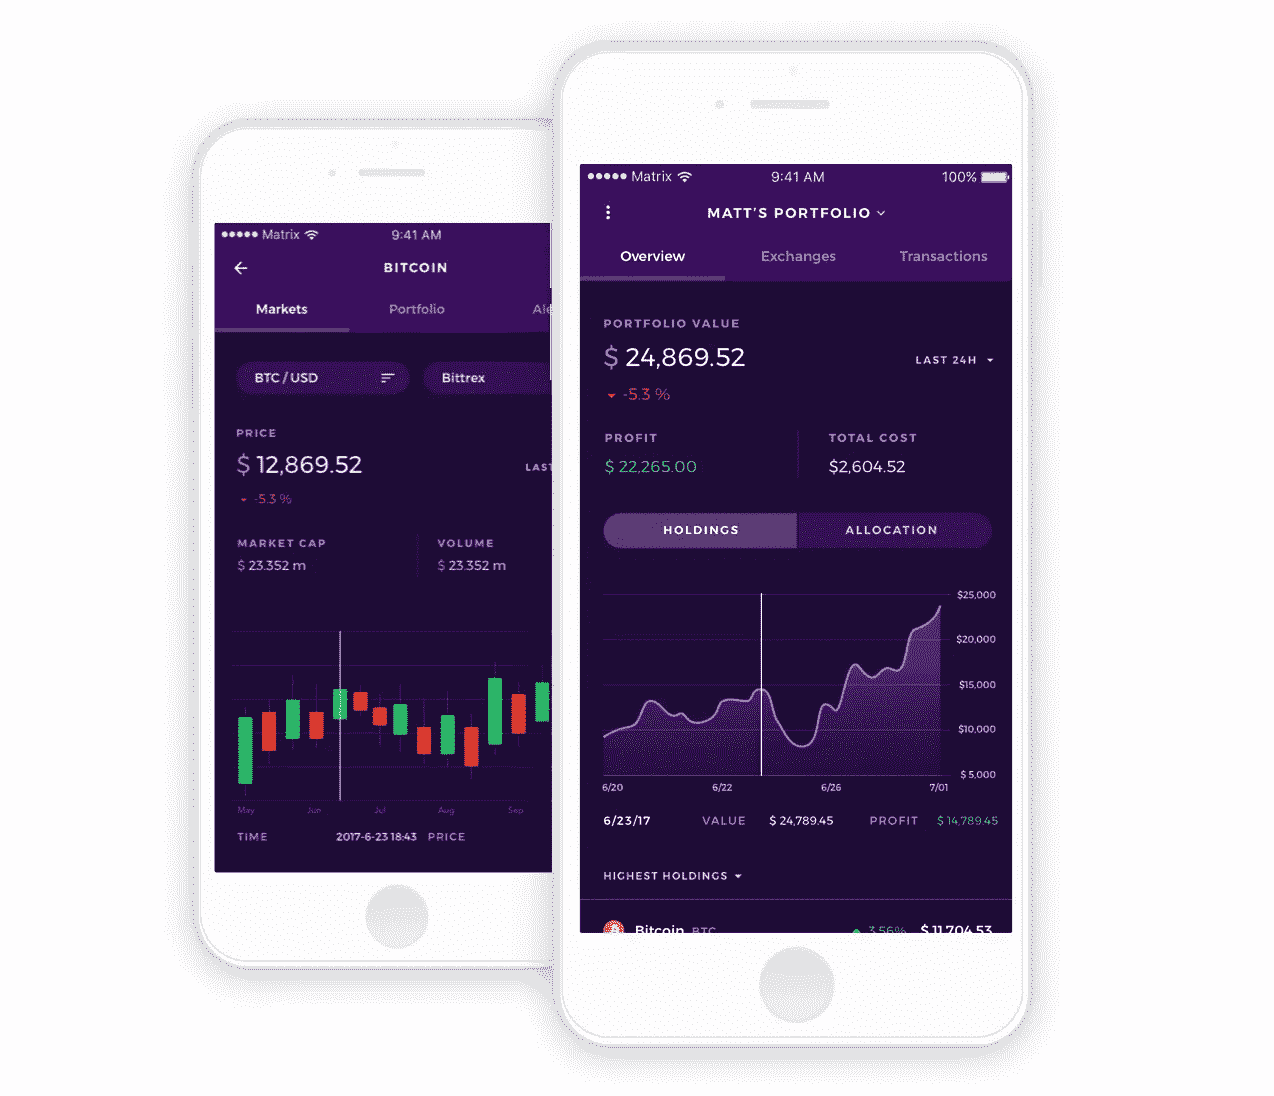 Matrix 9:41 AM
BITCOIN
Markets Portfolio Ale
BTC / USD Bittrex
PRICE
$ 12,869.52 LAST
-5.3 %
MARKET CAP VOLUME
$ 23.352 m $ 23.352 m
May Jun Jul Aug Sep
TIME 2017-6-23 18:43 PRICE
Matrix 9:41 AM 100%
MATT'S PORTFOLIO
Overview Exchanges Transactions
PORTFOLIO VALUE
$ 24,869.52 LAST 24H
-5.3 %
PROFIT TOTAL COST
$ 22,265.00 $2,604.52
HOLDINGS ALLOCATION
$25,000
$20,000
$15,000
$10,000
$ 5,000
6/20 6/22 6/26 7/01
6/23/17 VALUE $ 24,789.45 PROFIT $ 14,789.45
HIGHEST HOLDINGS
Bitcoin BTC 3.56% $ 11,704.53